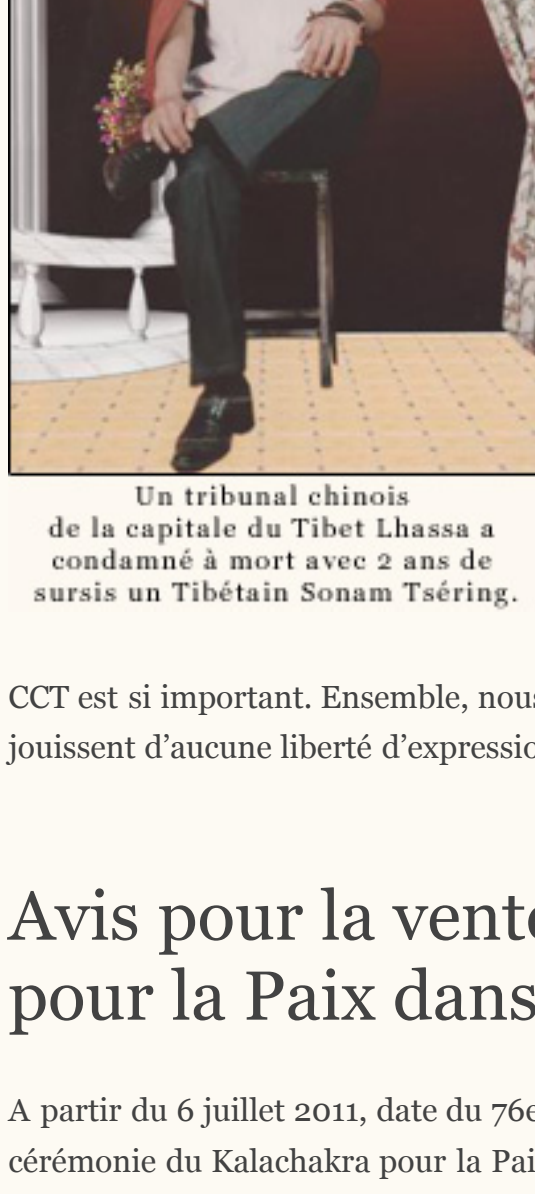 Un tribunal chinois
de la capitale du Tibet Lhassa a
condamné à mort avec 2 ans de
sursis un Tibétain Sonam Tséring.
CCT est si important. Ensemble, nous
jouissent d’aucune liberté d’expressio
Avis pour la vente
pour la Paix dans
A partir du 6 juillet 2011, date du 76e
cérémonie du Kalachakra pour la Pai